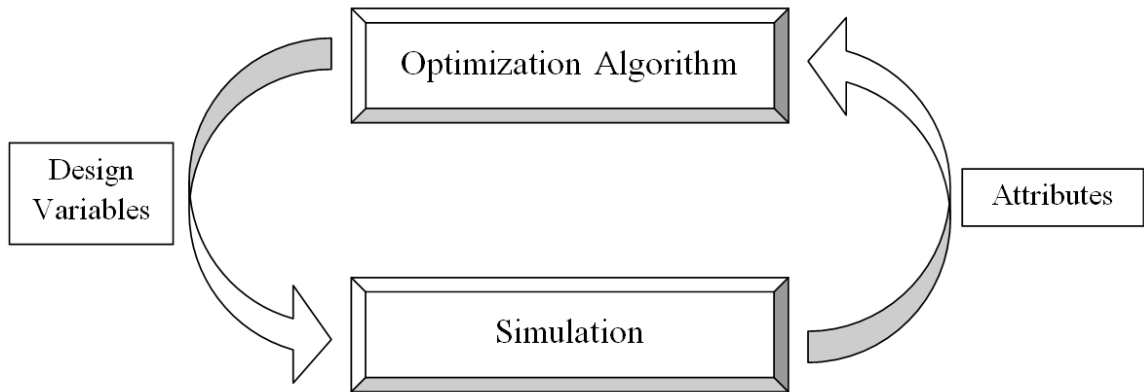 Optimization Algorithm
Design
Variables
Attributes
Simulation